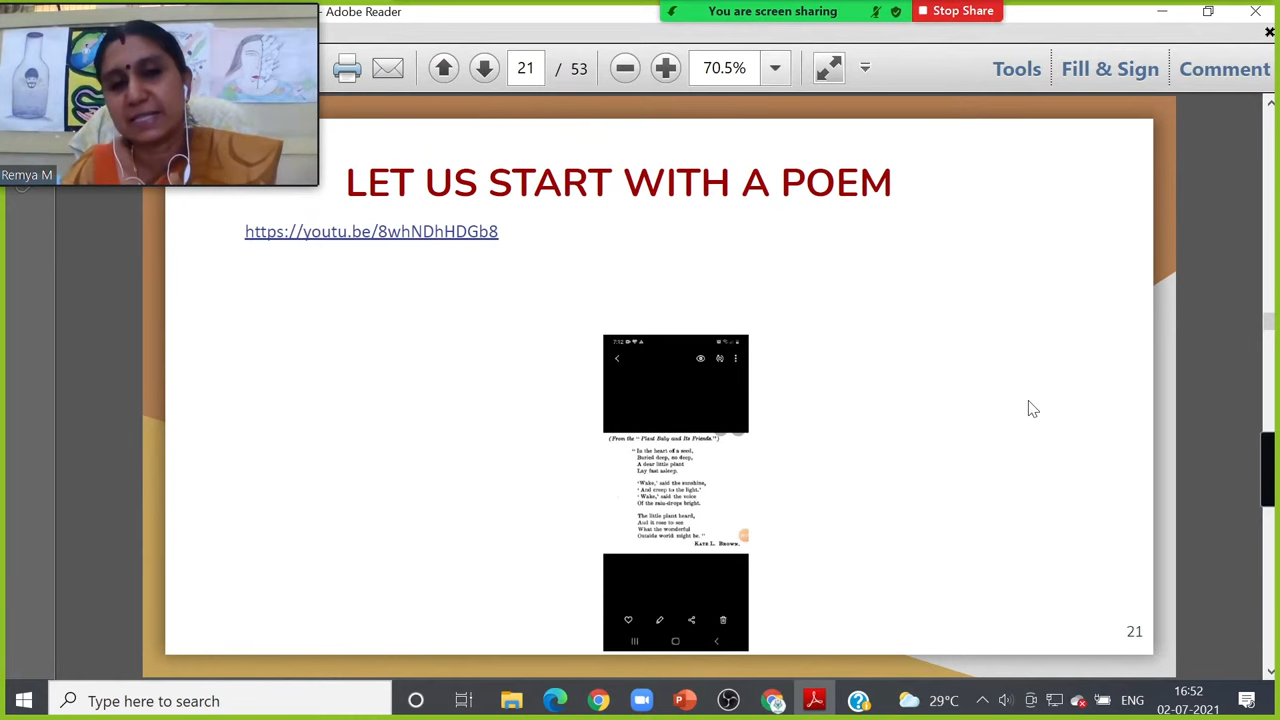 - Adobe Reader
You are screen sharing
Stop Share
21 / 53
70.5%
Tools
Fill & Sign
Comment
Remya M
LET US START WITH A POEM
https://youtu.be/8whNDhHDGb8
7:12
(From the "Plant Baby and Its Friends.")
"In the heart of a seed,
Buried deep, so deep,
A dear little plant
Lay fast asleep.
'Wake,' said the sunshine,
'And creep to the light.'
'Wake,' said the voice
Of the rain-drops bright.
The little plant heard,
And it rose to see
What the wonderful
Outside world might be."
KATE L. BROWN.
21
Type here to search
29°C
ENG
16:52
02-07-2021